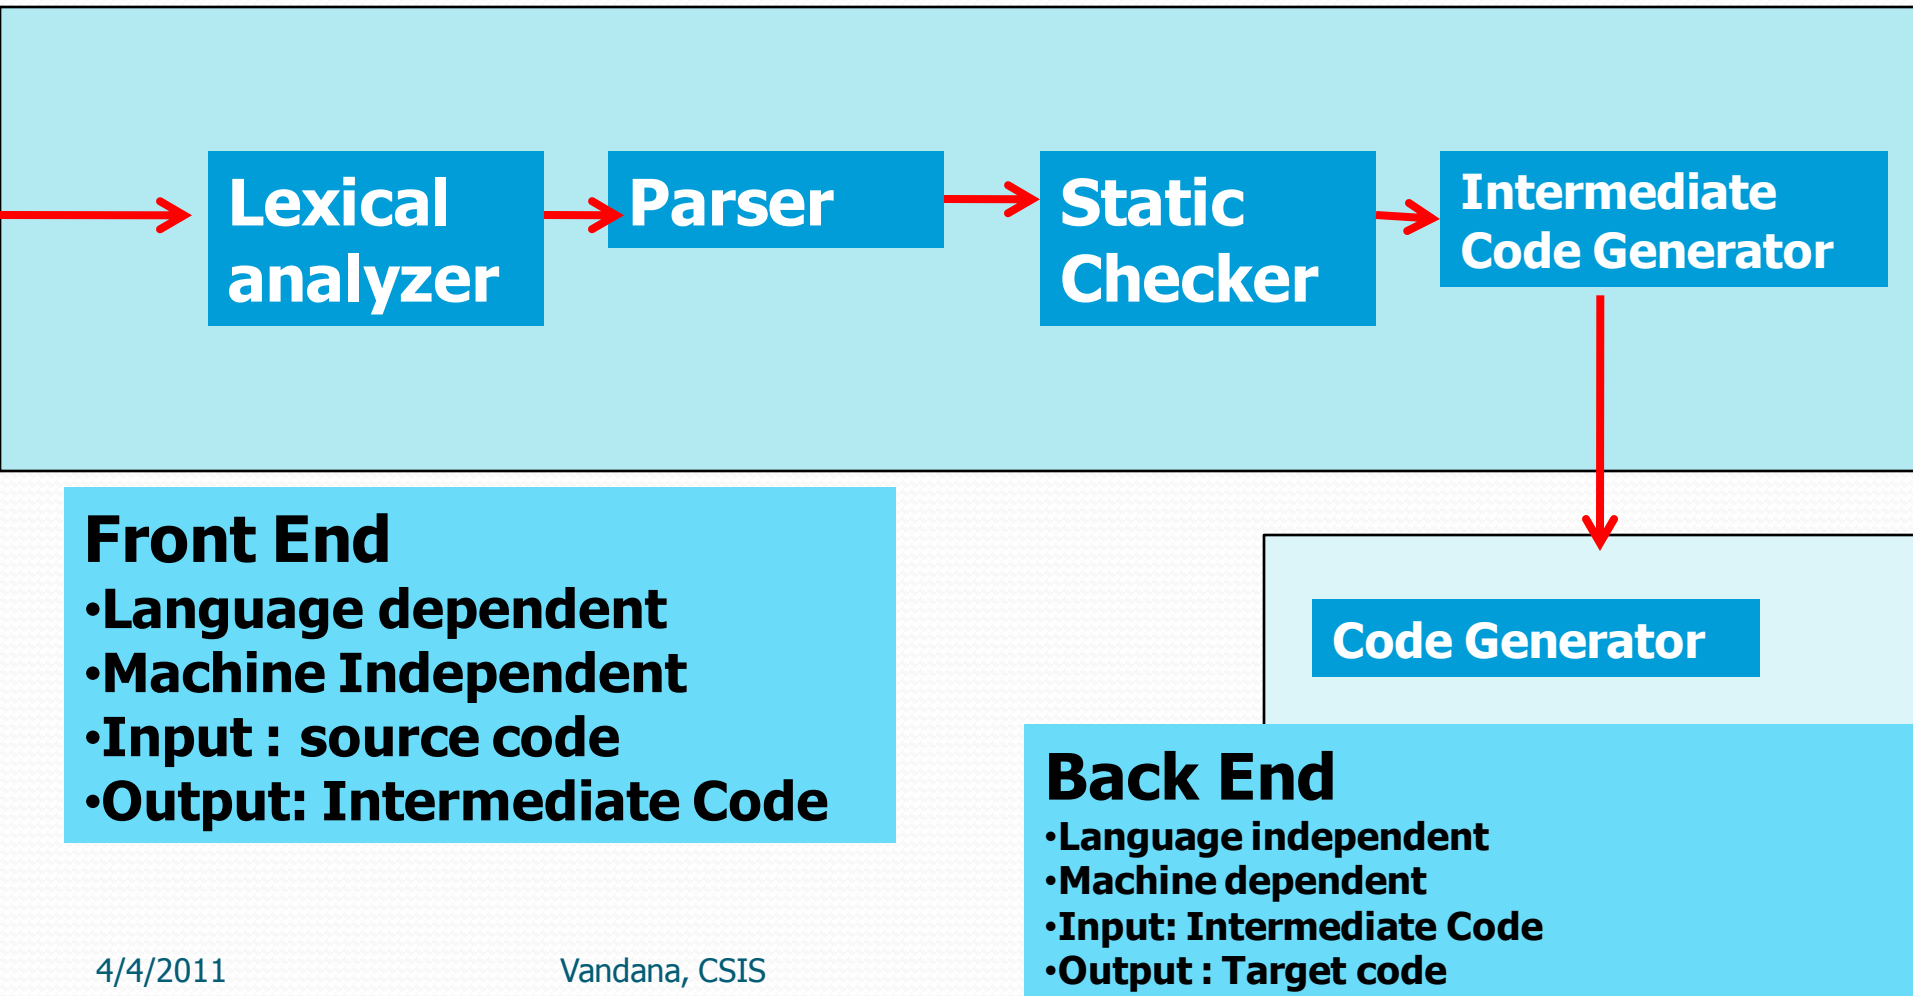 Lexical
analyzer
Parser
Static
Checker
Intermediate
Code Generator
Front End
•Language dependent
•Machine Independent
•Input : source code
•Output: Intermediate Code
Code Generator
Back End
•Language independent
•Machine dependent
•Input: Intermediate Code
•Output : Target code
4/4/2011
Vandana, CSIS